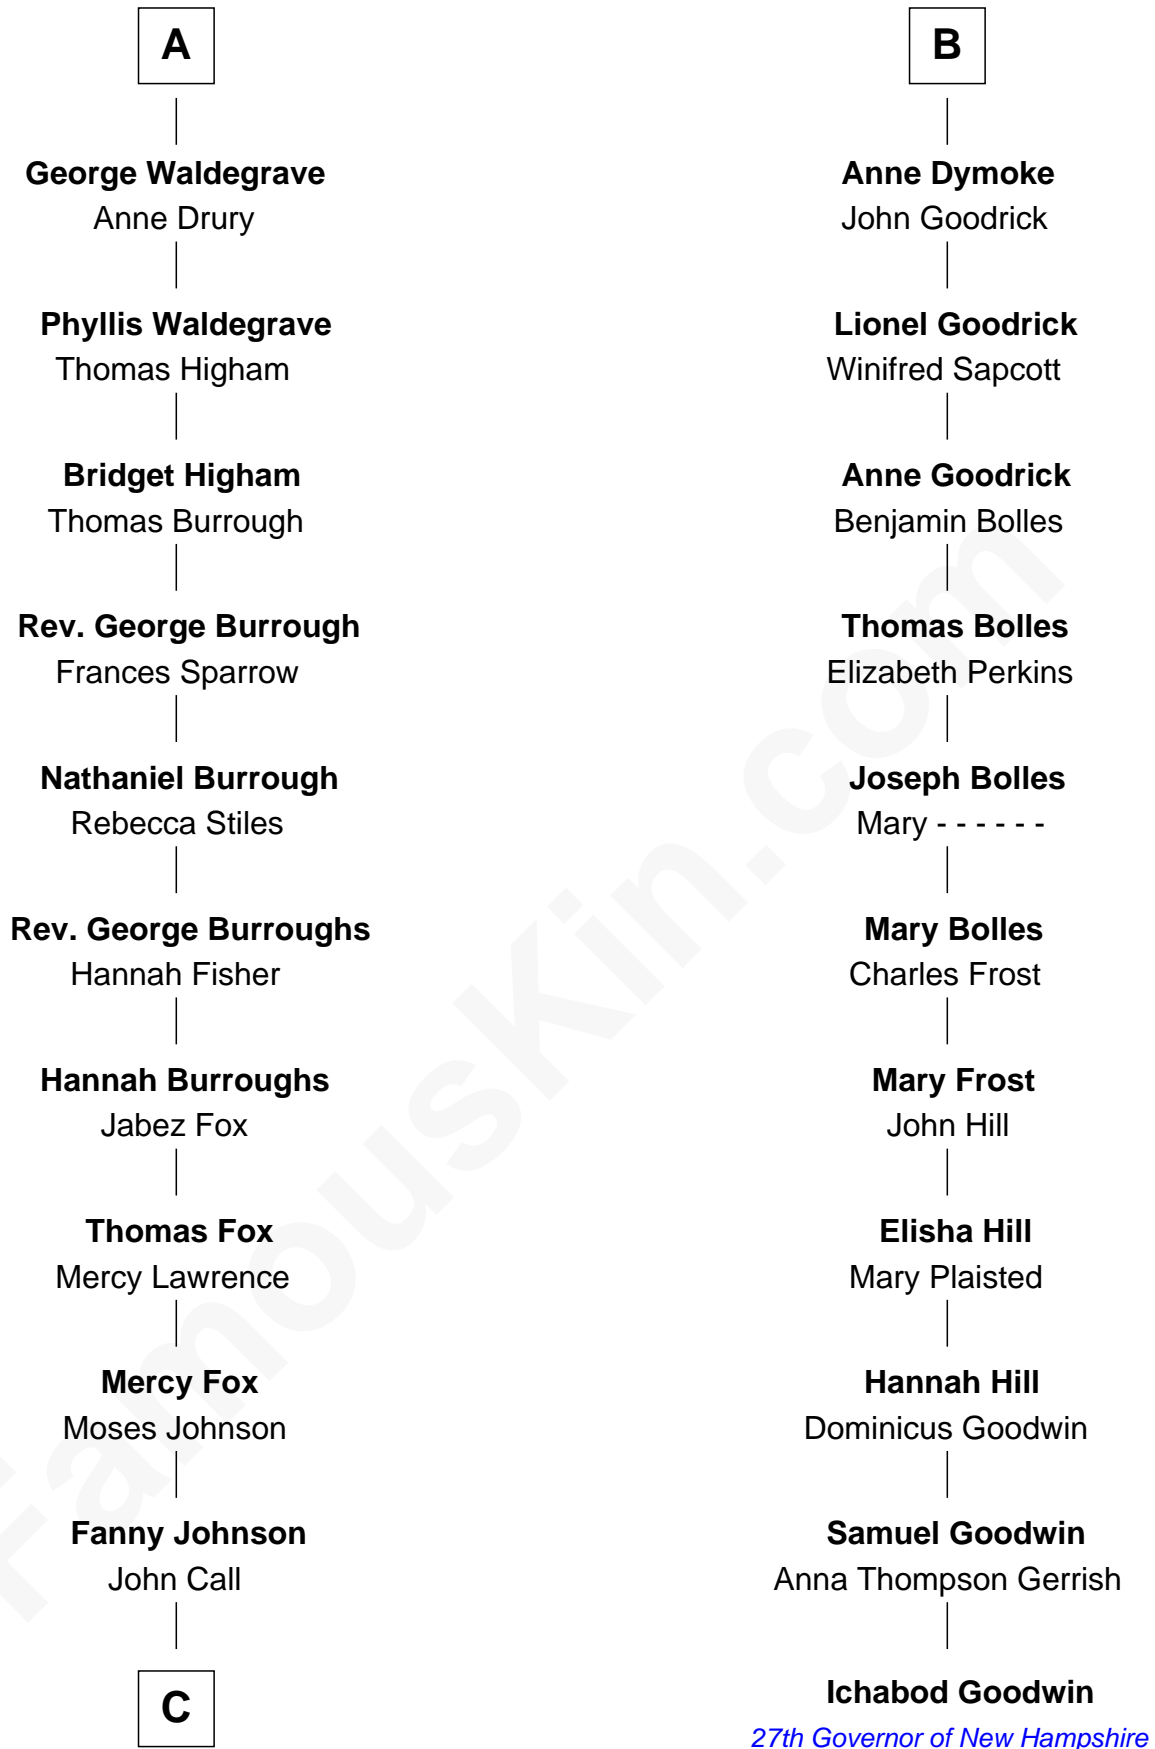 A
George Waldegrave
Anne Drury
Phyllis Waldegrave
Thomas Higham
Bridget Higham
Thomas Burrough
Rev. George Burrough
Frances Sparrow
Nathaniel Burrough
Rebecca Stiles
Rev. George Burroughs
Hannah Fisher
Hannah Burroughs
Jabez Fox
Thomas Fox
Mercy Lawrence
Mercy Fox
Moses Johnson
Fanny Johnson
John Call
C
B
Anne Dymoke
John Goodrick
Lionel Goodrick
Winifred Sapcott
Anne Goodrick
Benjamin Bolles
Thomas Bolles
Elizabeth Perkins
Joseph Bolles
Mary - - - - - -
Mary Bolles
Charles Frost
Mary Frost
John Hill
Elisha Hill
Mary Plaisted
Hannah Hill
Dominicus Goodwin
Samuel Goodwin
Anna Thompson Gerrish
Ichabod Goodwin
27th Governor of New Hampshire
FamousKin.com